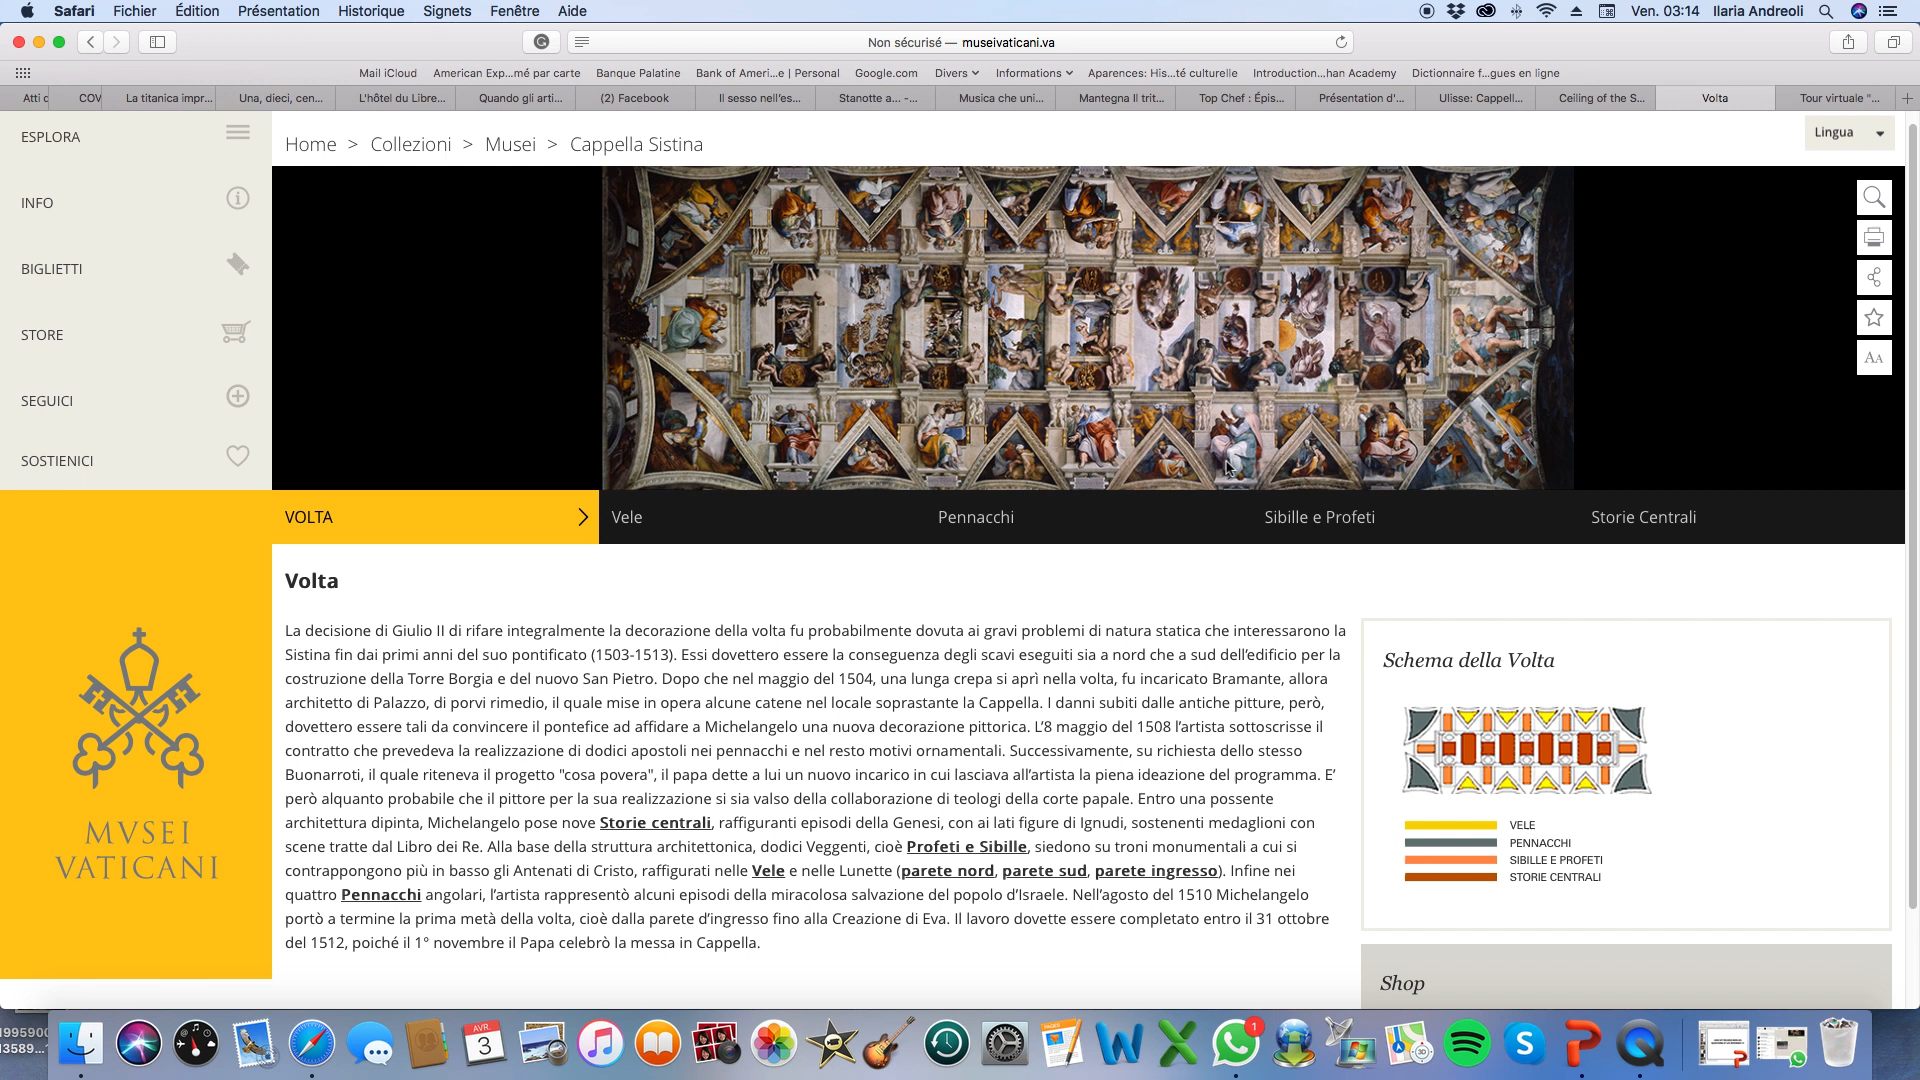 Safari Fichier Édition Présentation Historique Signets Fenêtre Aide Ven. 03:14 Ilaria Andreoli
Non sécurisé — museivaticani.va
Mail iCloud American Exp...mé par carte Banque Palatine Bank of Ameri...e | Personal Google.com Divers Informations Aparences: His...té culturelle Introduction...han Academy Dictionnaire f...gues en ligne
Atti c COV La titanica impr... Una, dieci, cen... L'hôtel du Libre... Quando gli arti... (2) Facebook Il sesso nell'es... Stanotte a... -... Musica che uni... Mantegna Il trit... Top Chef : Épis... Présentation d'... Ulisse: Cappell... Ceiling of the S... Volta Tour virtuale "...
ESPLORA
INFO
BIGLIETTI
STORE
SEGUICI
SOSTIENICI
MVSEI
VATICANI
Home > Collezioni > Musei > Cappella Sistina
Lingua
AA
VOLTA Vele Pennacchi Sibille e Profeti Storie Centrali
Volta
La decisione di Giulio II di rifare integralmente la decorazione della volta fu probabilmente dovuta ai gravi problemi di natura statica che interessarono la
Sistina fin dai primi anni del suo pontificato (1503-1513). Essi dovettero essere la conseguenza degli scavi eseguiti sia a nord che a sud dell'edificio per la
costruzione della Torre Borgia e del nuovo San Pietro. Dopo che nel maggio del 1504, una lunga crepa si aprì nella volta, fu incaricato Bramante, allora
architetto di Palazzo, di porvi rimedio, il quale mise in opera alcune catene nel locale soprastante la Cappella. I danni subiti dalle antiche pitture, però,
dovettero essere tali da convincere il pontefice ad affidare a Michelangelo una nuova decorazione pittorica. L'8 maggio del 1508 l'artista sottoscrisse il
contratto che prevedeva la realizzazione di dodici apostoli nei pennacchi e nel resto motivi ornamentali. Successivamente, su richiesta dello stesso
Buonarroti, il quale riteneva il progetto "cosa povera", il papa dette a lui un nuovo incarico in cui lasciava all'artista la piena ideazione del programma. E'
però alquanto probabile che il pittore per la sua realizzazione si sia valso della collaborazione di teologi della corte papale. Entro una possente
architettura dipinta, Michelangelo pose nove Storie centrali, raffiguranti episodi della Genesi, con ai lati figure di Ignudi, sostenenti medaglioni con
scene tratte dal Libro dei Re. Alla base della struttura architettonica, dodici Veggenti, cioè Profeti e Sibille, siedono su troni monumentali a cui si
contrappongono più in basso gli Antenati di Cristo, raffigurati nelle Vele e nelle Lunette (parete nord, parete sud, parete ingresso). Infine nei
quattro Pennacchi angolari, l'artista rappresentò alcuni episodi della miracolosa salvazione del popolo d'Israele. Nell'agosto del 1510 Michelangelo
portò a termine la prima metà della volta, cioè dalla parete d'ingresso fino alla Creazione di Eva. Il lavoro dovette essere completato entro il 31 ottobre
del 1512, poiché il 1° novembre il Papa celebrò la messa in Cappella.
Schema della Volta
VELE
PENNACCHI
SIBILLE E PROFETI
STORIE CENTRALI
Shop
AVR.
3
PAGES
1
3D